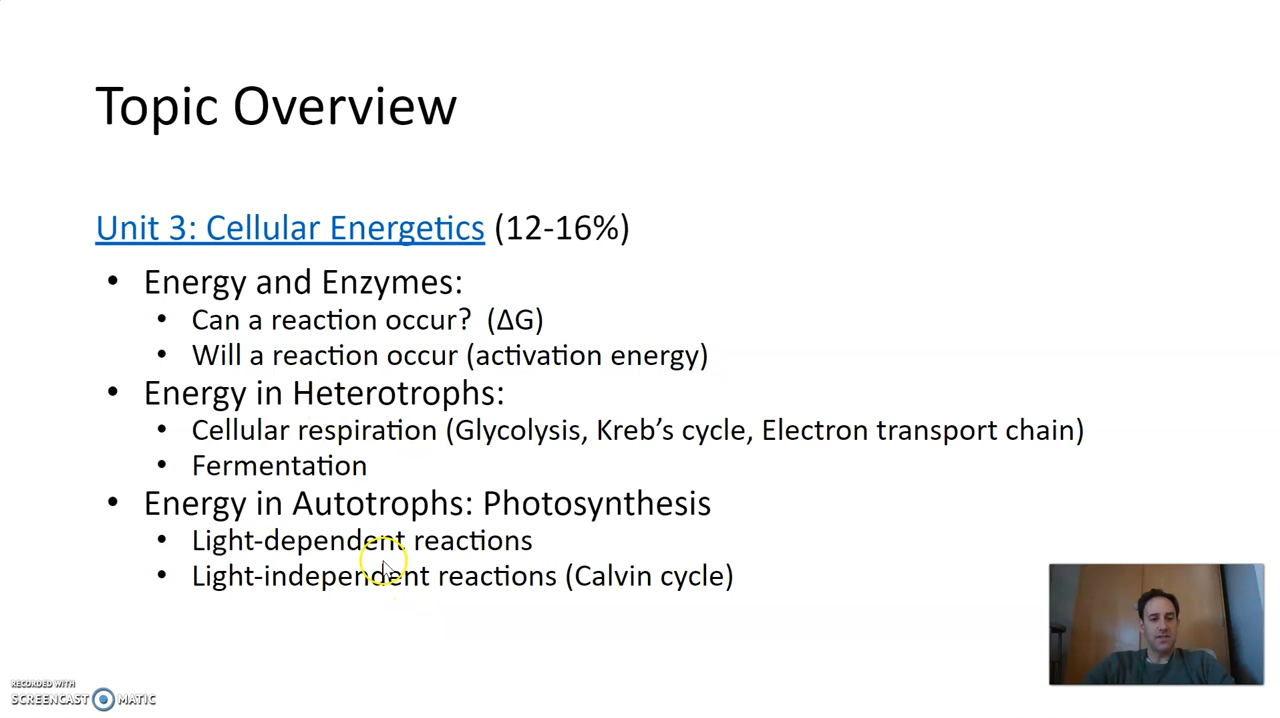 Topic Overview
Unit 3: Cellular Energetics (12-16%)
• Energy and Enzymes:
• Can a reaction occur? (ΔG)
• Will a reaction occur (activation energy)
• Energy in Heterotrophs:
• Cellular respiration (Glycolysis, Kreb’s cycle, Electron transport chain)
• Fermentation
• Energy in Autotrophs: Photosynthesis
• Light-dependent reactions
• Light-independent reactions (Calvin cycle)
RECORDED WITH
SCREENCAST MATIC